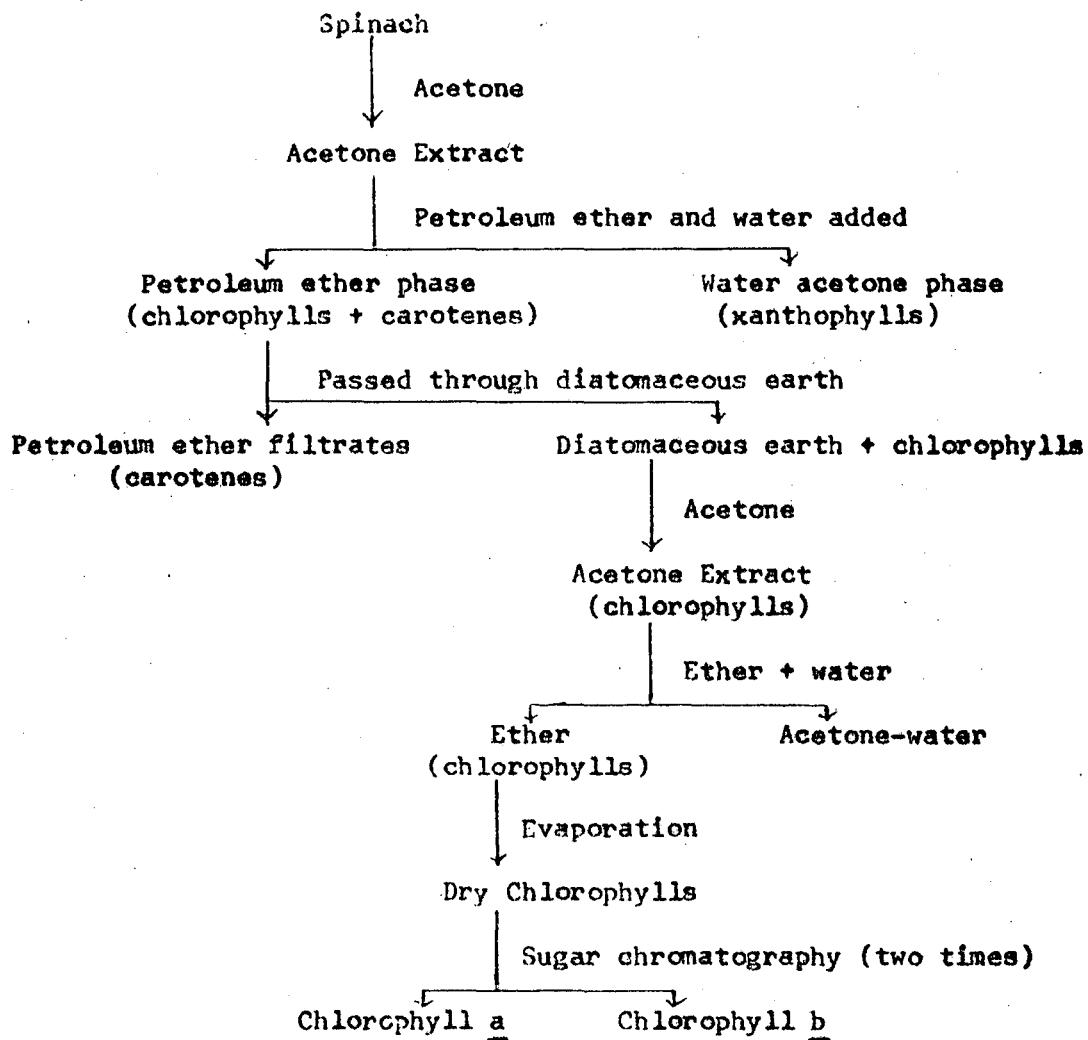 Spinach
Acetone
Acetone Extract
Petroleum ether and water added
Petroleum ether phase
(chlorophylls + carotenes)
Water acetone phase
(xanthophylls)
Passed through diatomaceous earth
Petroleum ether filtrates
(carotenes)
Diatomaceous earth + chlorophylls
Acetone
Acetone Extract
(chlorophylls)
Ether + water
Ether
(chlorophylls)
Acetone-water
Evaporation
Dry Chlorophylls
Sugar chromatography (two times)
Chlorophyll a
Chlorophyll b